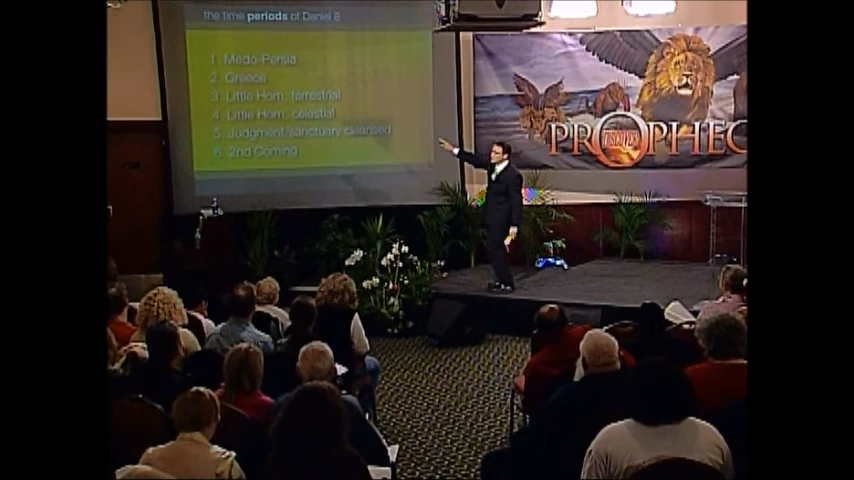 the time periods of Daniel 8
1. Medo-Persia
2. Greece
3. Little Horn, terrestrial
4. Little Horn, celestial
5. Judgment/sanctuary cleansed
6. 2nd Coming
DISCOVER
PROPHEC